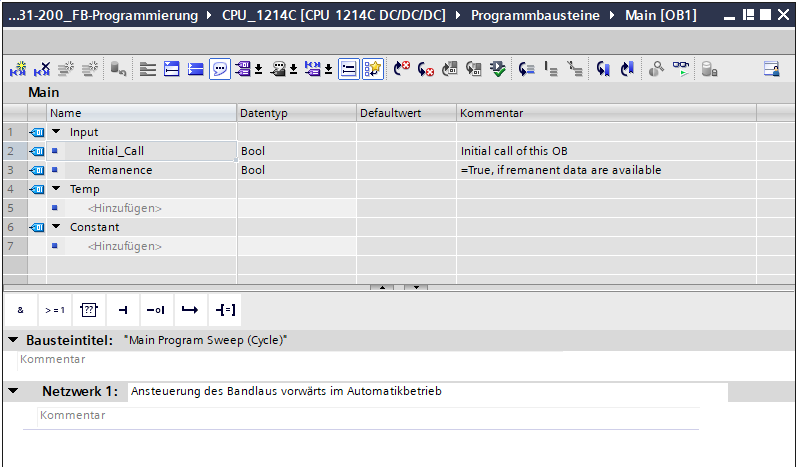 ...31-200_FB-Programmierung ▸ CPU_1214C [CPU 1214C DC/DC/DC] ▸ Programmbausteine ▸ Main [OB1]
Main
Name Datentyp Defaultwert Kommentar
1 Input
2 Initial_Call Bool Initial call of this OB
3 Remanence Bool =True, if remanent data are available
4 Temp
5 <Hinzufügen>
6 Constant
7 <Hinzufügen>
& >=1 ?? -| -o| -[=]
Bausteintitel: "Main Program Sweep (Cycle)"
Kommentar
Netzwerk 1: Ansteuerung des Bandlaus vorwärts im Automatikbetrieb
Kommentar